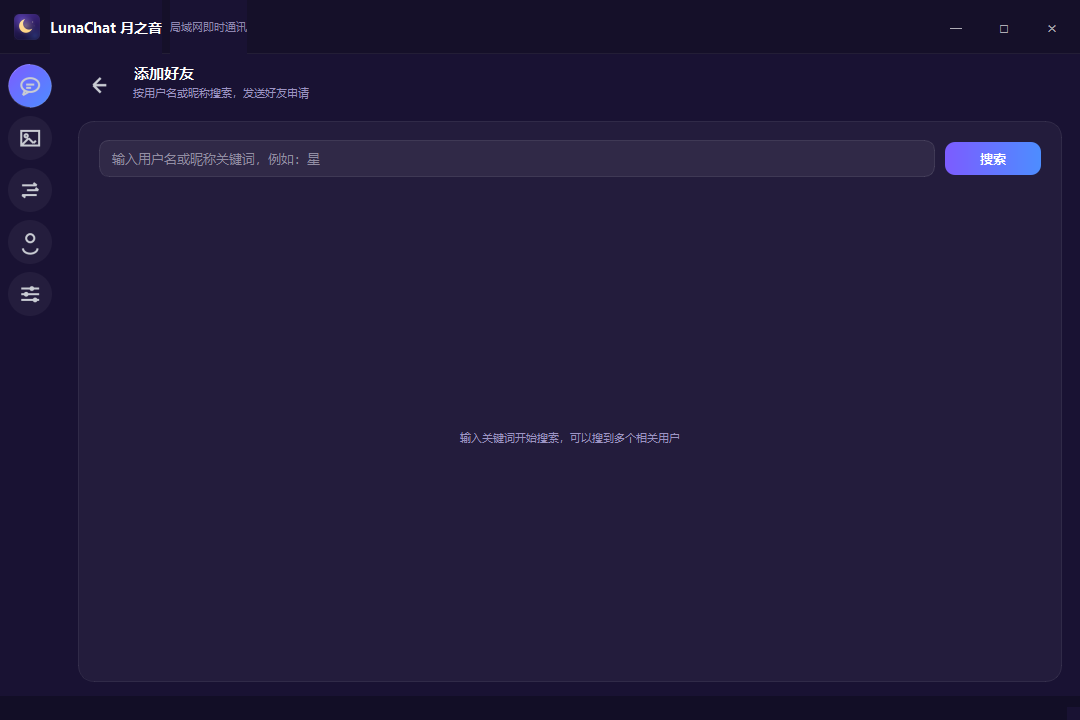 LunaChat 月之音 局域网即时通讯
添加好友
按用户名或昵称搜索，发送好友申请
输入用户名或昵称关键词，例如：星
搜索
输入关键词开始搜索，可以搜到多个相关用户